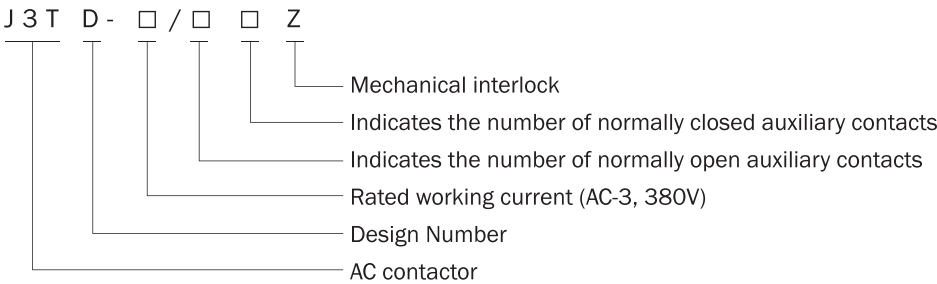 J3T D-□/□ □ Z
Mechanical interlock
Indicates the number of normally closed auxiliary contacts
Indicates the number of normally open auxiliary contacts
Rated working current (AC-3, 380V)
Design Number
AC contactor